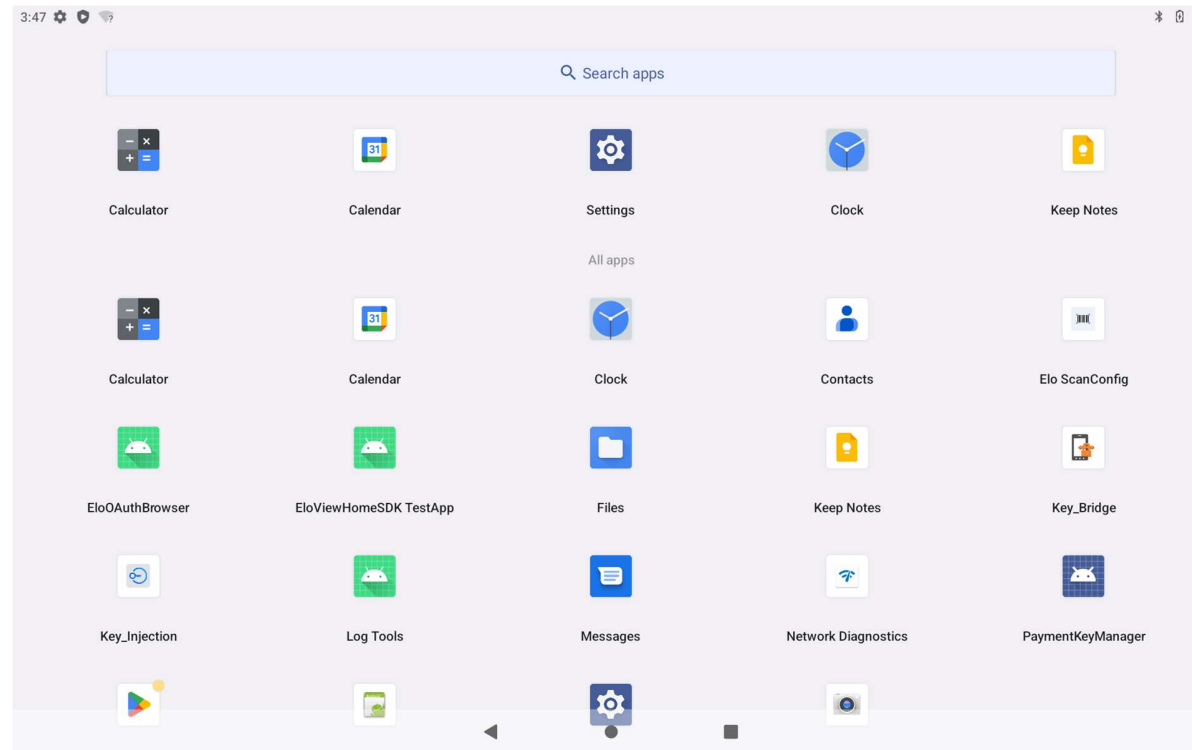 3:47
Search apps
Calculator Calendar Settings Clock Keep Notes
All apps
Calculator Calendar Clock Contacts Elo ScanConfig
EloOAuthBrowser EloViewHomeSDK TestApp Files Keep Notes Key_Bridge
Key_Injection Log Tools Messages Network Diagnostics PaymentKeyManager